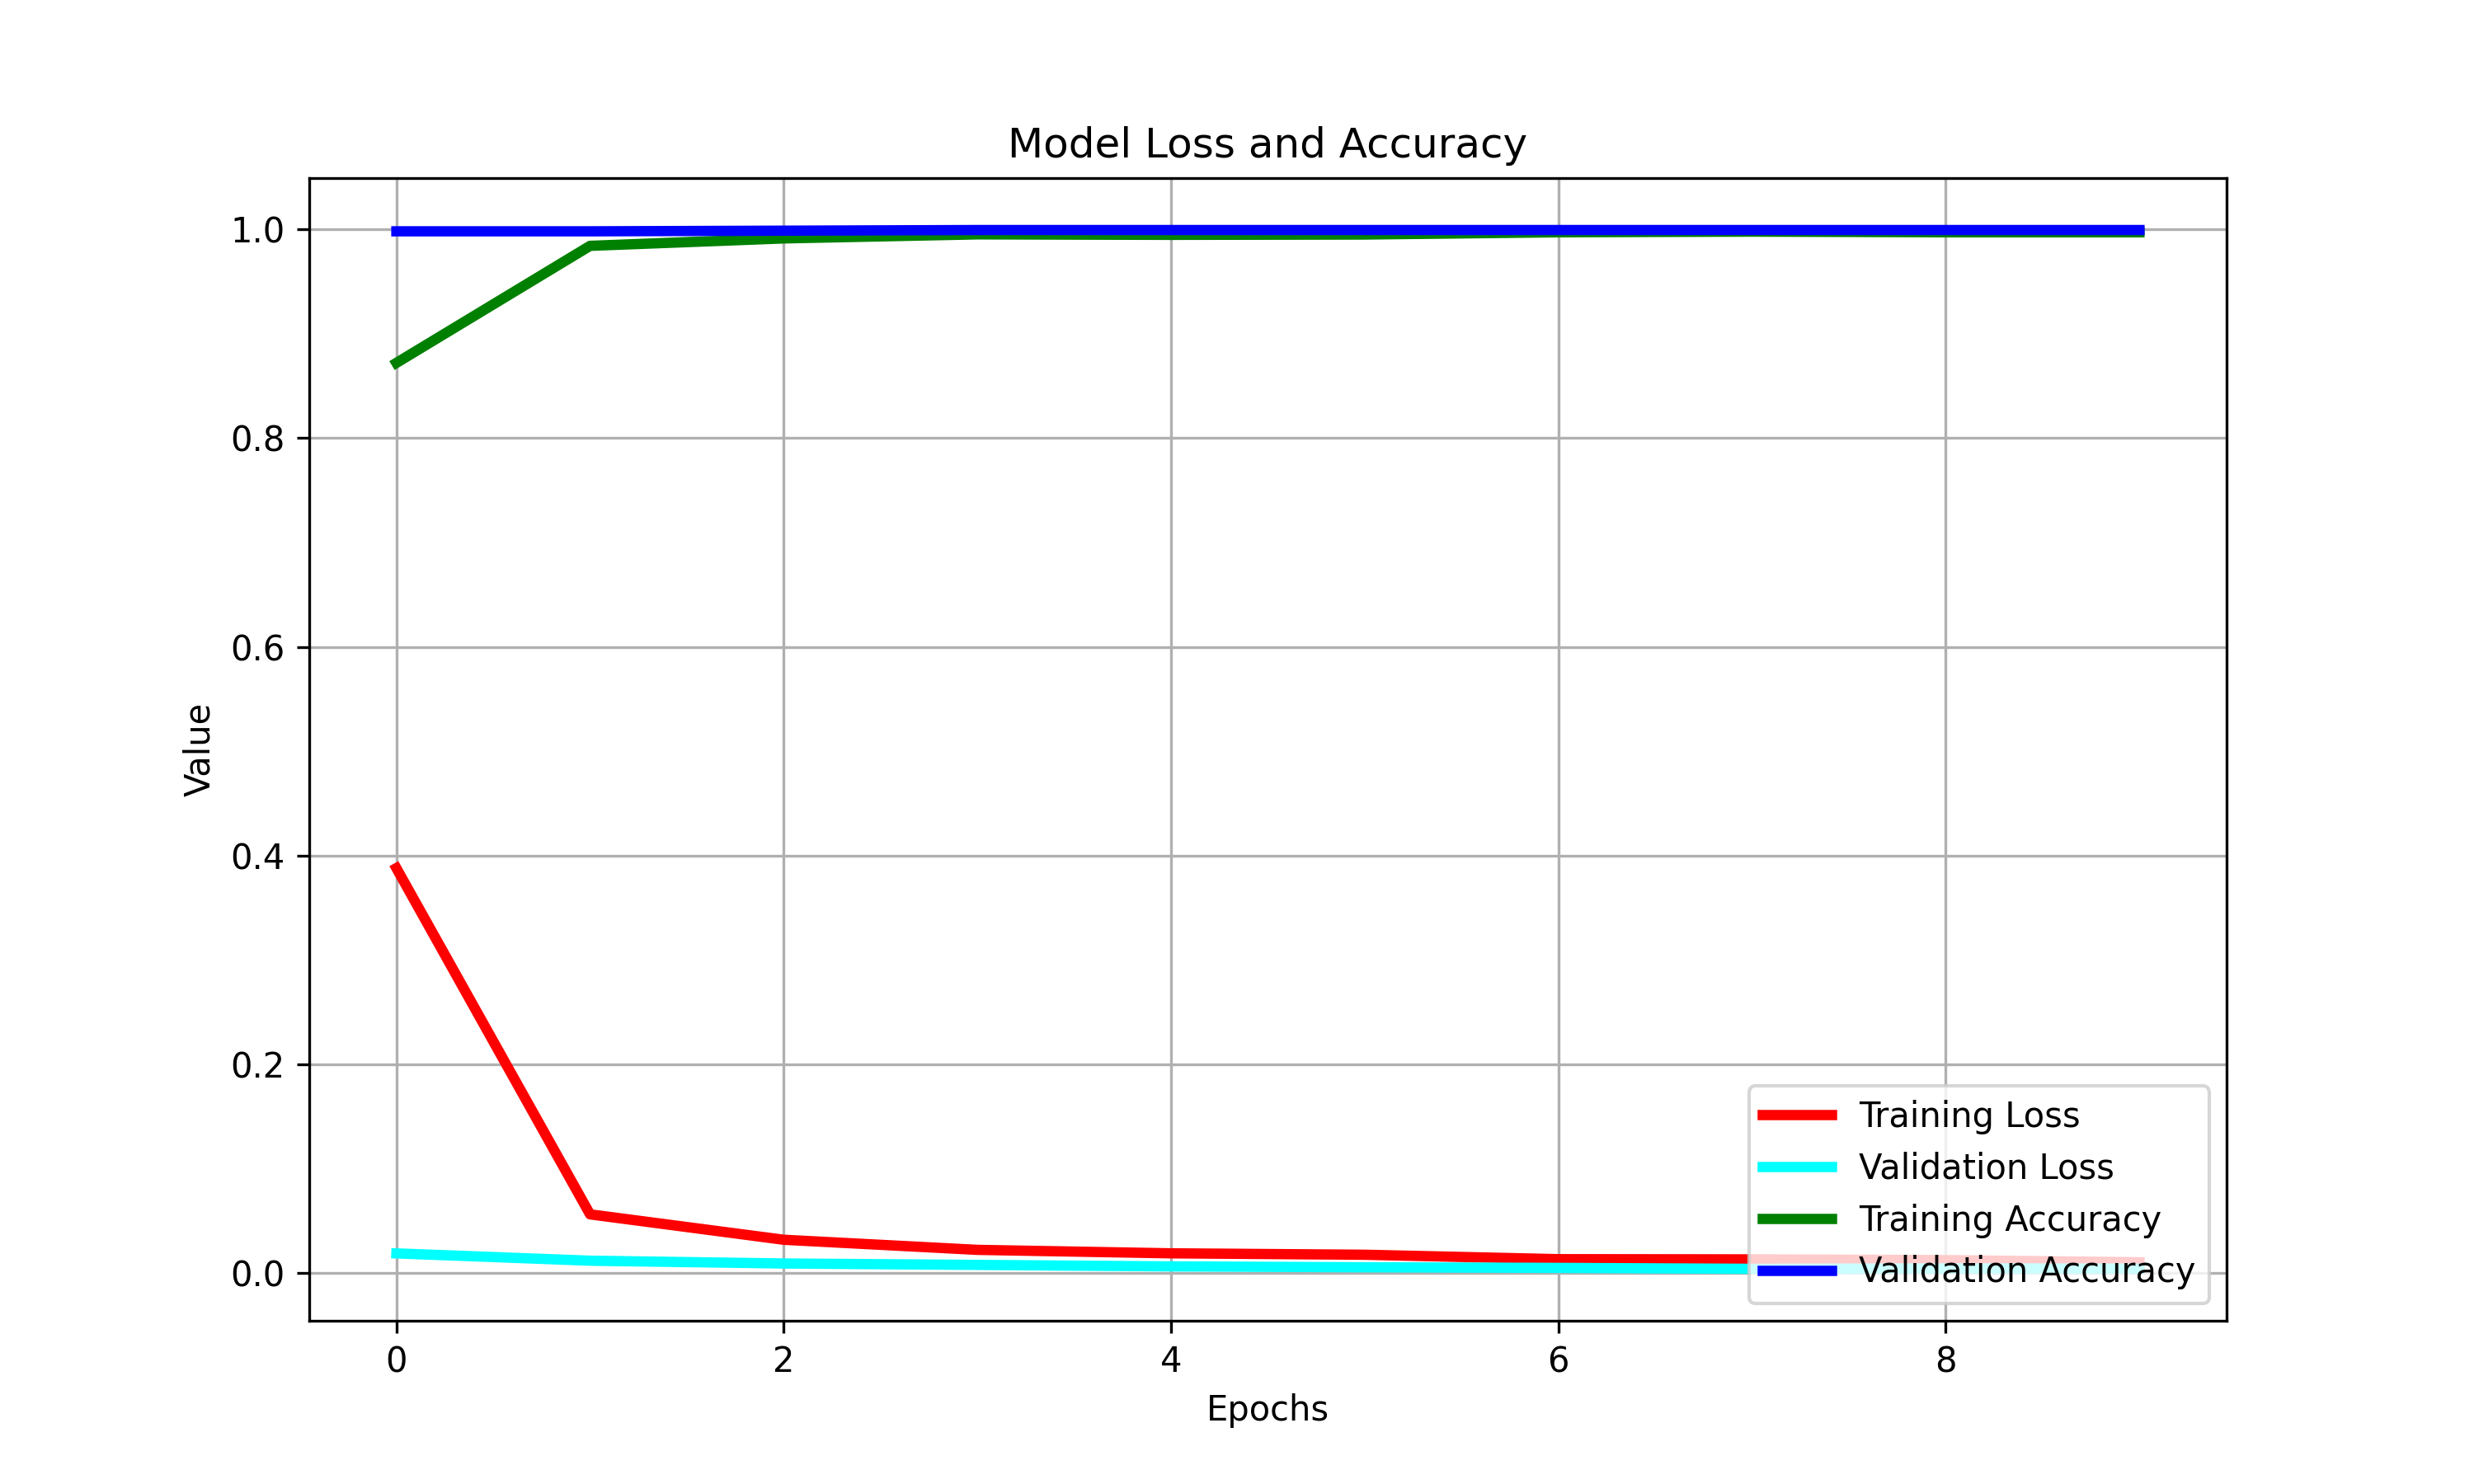 Model Loss and Accuracy
1.0
0.8
0.6
0.4
0.2
0.0
Value
Training Loss
Validation Loss
Training Accuracy
Validation Accuracy
0 2 4 6 8
Epochs